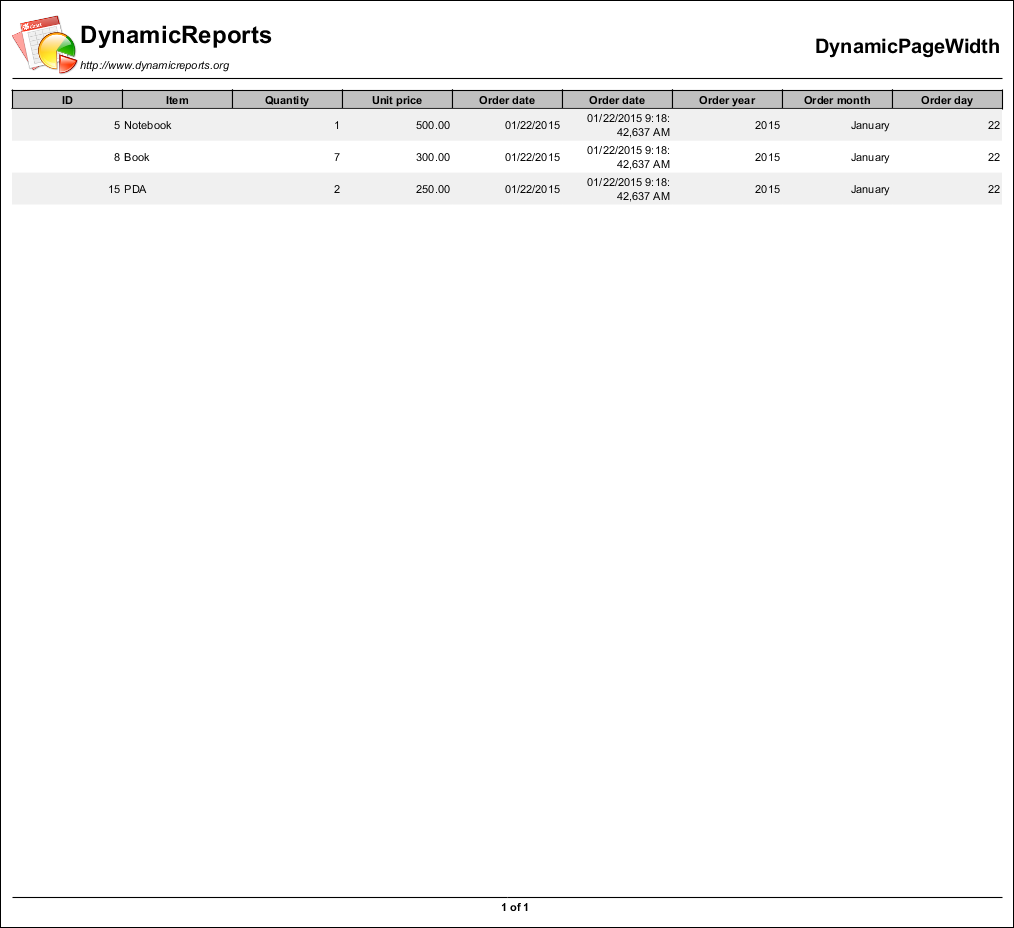 DynamicReports
DynamicPageWidth
http://www.dynamicreports.org
ID Item Quantity Unit price Order date Order date Order year Order month Order day
5 Notebook 1 500.00 01/22/2015 01/22/2015 9:18:42,637 AM 2015 January 22
8 Book 7 300.00 01/22/2015 01/22/2015 9:18:42,637 AM 2015 January 22
15 PDA 2 250.00 01/22/2015 01/22/2015 9:18:42,637 AM 2015 January 22
1 of 1